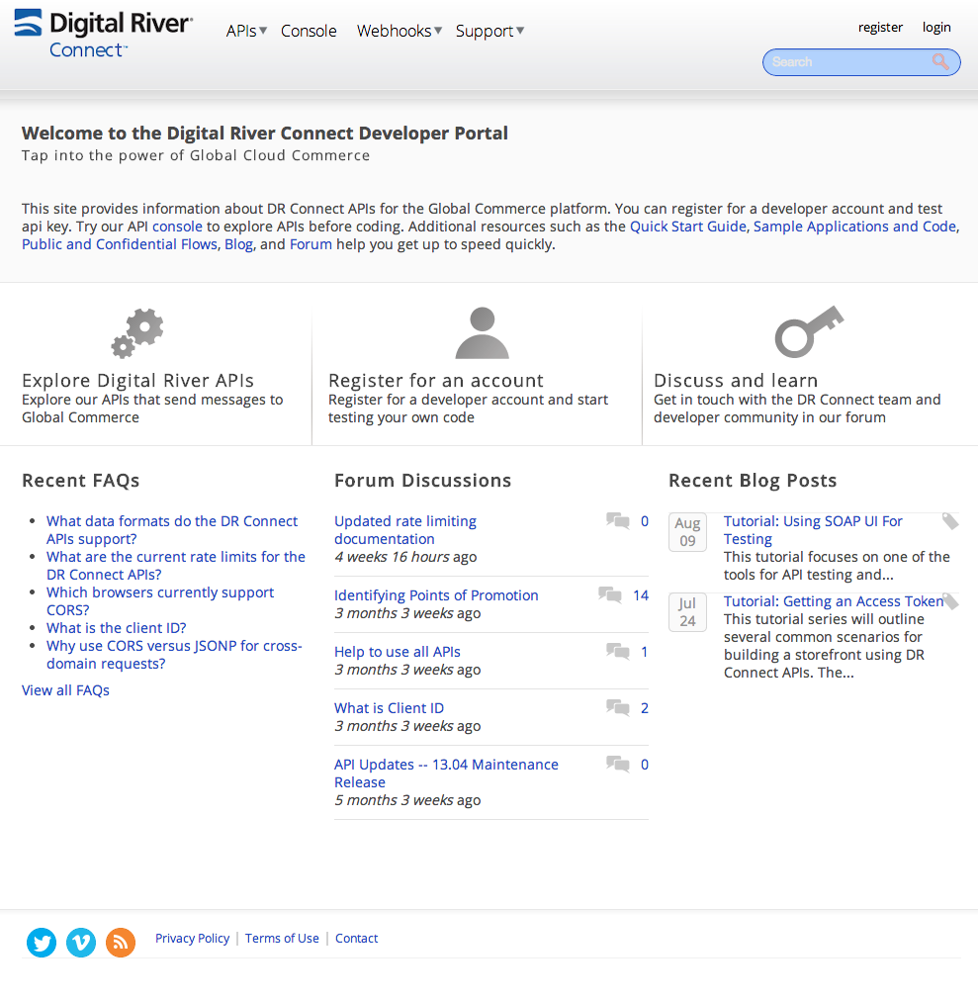 Digital River®
Connect™
APIs Console Webhooks Support
register login
Search
Welcome to the Digital River Connect Developer Portal
Tap into the power of Global Cloud Commerce
This site provides information about DR Connect APIs for the Global Commerce platform. You can register for a developer account and test
api key. Try our API console to explore APIs before coding. Additional resources such as the Quick Start Guide, Sample Applications and Code,
Public and Confidential Flows, Blog, and Forum help you get up to speed quickly.
Explore Digital River APIs
Explore our APIs that send messages to
Global Commerce
Register for an account
Register for a developer account and start
testing your own code
Discuss and learn
Get in touch with the DR Connect team and
developer community in our forum
Recent FAQs
• What data formats do the DR Connect
APIs support?
• What are the current rate limits for the
DR Connect APIs?
• Which browsers currently support
CORS?
• What is the client ID?
• Why use CORS versus JSONP for cross-
domain requests?
View all FAQs
Forum Discussions
Updated rate limiting 0
documentation
4 weeks 16 hours ago
Identifying Points of Promotion 14
3 months 3 weeks ago
Help to use all APIs 1
3 months 3 weeks ago
What is Client ID 2
3 months 3 weeks ago
API Updates -- 13.04 Maintenance 0
Release
5 months 3 weeks ago
Recent Blog Posts
Aug
09
Tutorial: Using SOAP UI For
Testing
This tutorial focuses on one of the
tools for API testing and...
Jul
24
Tutorial: Getting an Access Token
This tutorial series will outline
several common scenarios for
building a storefront using DR
Connect APIs. The...
Privacy Policy | Terms of Use | Contact